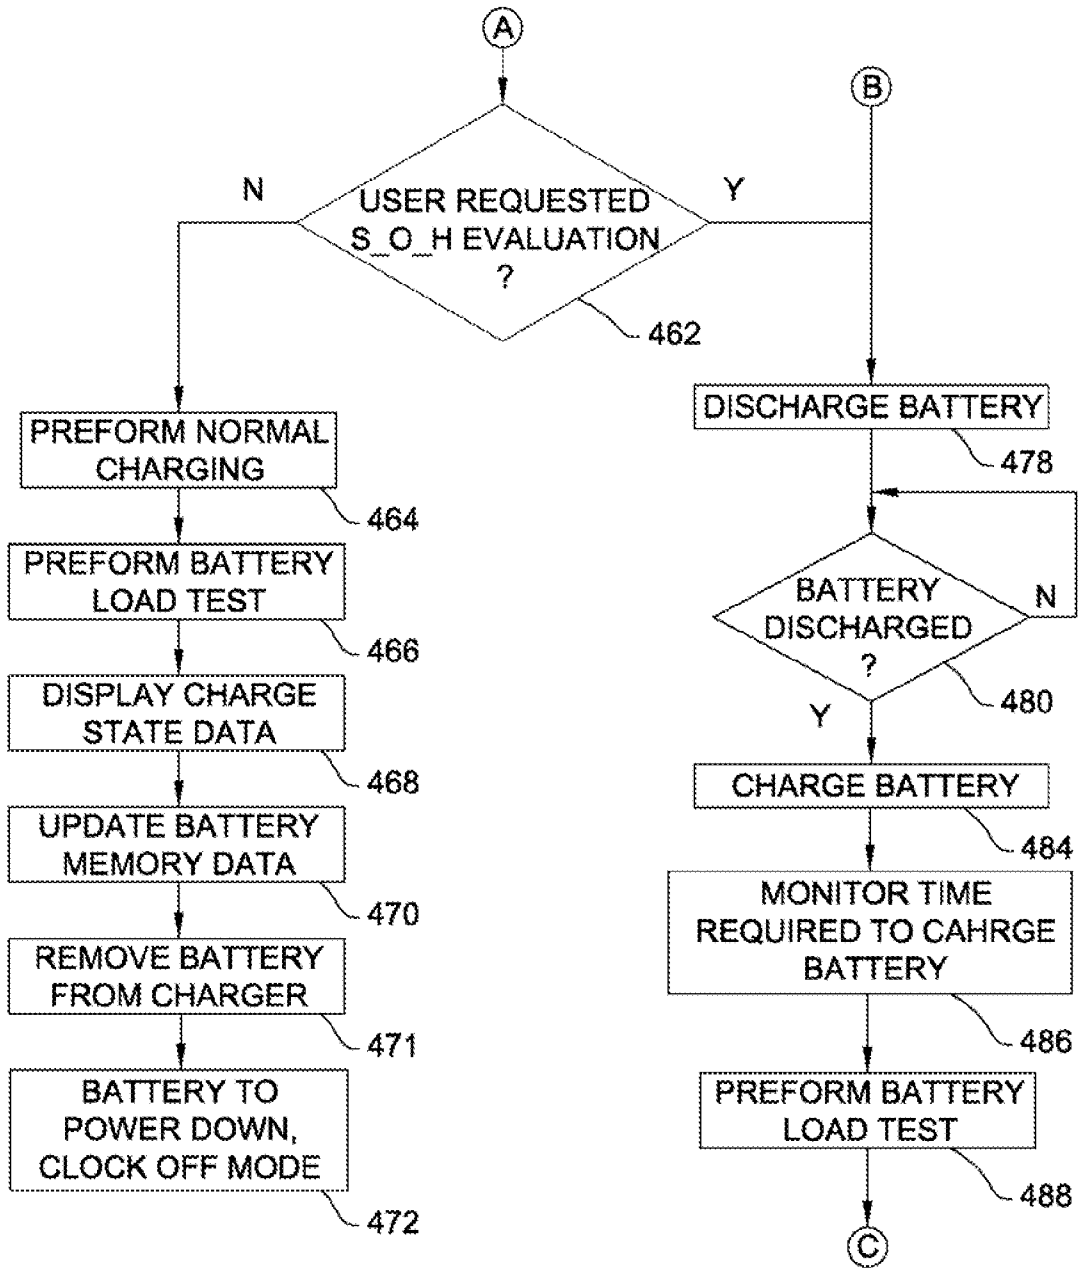 A
B
N
Y
USER REQUESTED
S_O_H EVALUATION
?
462
PREFORM NORMAL
CHARGING
464
PREFORM BATTERY
LOAD TEST
466
DISPLAY CHARGE
STATE DATA
468
UPDATE BATTERY
MEMORY DATA
470
REMOVE BATTERY
FROM CHARGER
471
BATTERY TO
POWER DOWN,
CLOCK OFF MODE
472
DISCHARGE BATTERY
478
BATTERY
DISCHARGED
?
N
480
Y
CHARGE BATTERY
484
MONITOR TIME
REQUIRED TO CAHRGE
BATTERY
486
PREFORM BATTERY
LOAD TEST
488
C